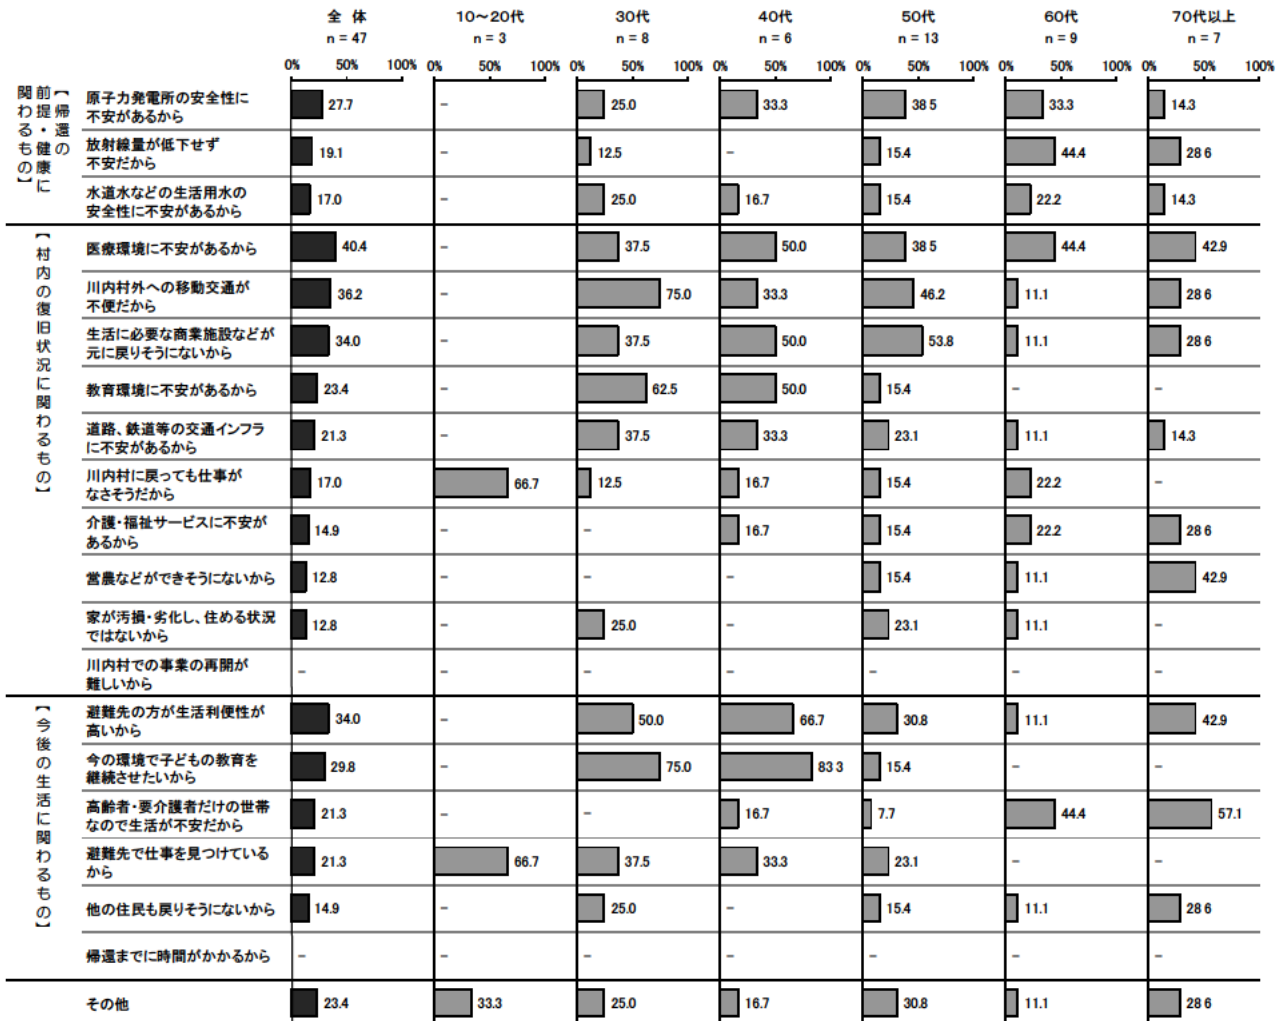 全 体 10～20代 30代 40代 50代 60代 70代以上
n = 47 n = 3 n = 8 n = 6 n = 13 n = 9 n = 7
0% 50% 100% 0% 50% 100% 0% 50% 100% 0% 50% 100% 0% 50% 100% 0% 50% 100% 0% 50% 100%
【帰還の
前提・健康に
関わるもの】
原子力発電所の安全性に
不安があるから
27.7 – 25.0 33.3 38 5 33.3 14.3
放射線量が低下せず
不安だから
19.1 – 12.5 – 15.4 44.4 28 6
水道水などの生活用水の
安全性に不安があるから
17.0 – 25.0 16.7 15.4 22.2 14.3
【村内の復旧状況に関わるもの】
医療環境に不安があるから
40.4 – 37.5 50.0 38 5 44.4 42.9
川内村外への移動交通が
不便だから
36.2 – 75.0 33.3 46.2 11.1 28 6
生活に必要な商業施設などが
元に戻りそうにないから
34.0 – 37.5 50.0 53.8 11.1 28 6
教育環境に不安があるから
23.4 – 62.5 50.0 15.4 – –
道路、鉄道等の交通インフラ
に不安があるから
21.3 – 37.5 33.3 23.1 11.1 14.3
川内村に戻っても仕事が
なさそうだから
17.0 66.7 12.5 16.7 15.4 22.2 –
介護・福祉サービスに不安が
あるから
14.9 – – 16.7 15.4 22.2 28 6
営農などができそうにないから
12.8 – – – 15.4 11.1 42.9
家が汚損・劣化し、住める状況
ではないから
12.8 – 25.0 – 23.1 11.1 –
川内村での事業の再開が
難しいから
– – – – – – –
【今後の生活に関わるもの】
避難先の方が生活利便性が
高いから
34.0 – 50.0 66.7 30.8 11.1 42.9
今の環境で子どもの教育を
継続させたいから
29.8 – 75.0 83 3 15.4 – –
高齢者・要介護者だけの世帯
なので生活が不安だから
21.3 – – 16.7 7.7 44.4 57.1
避難先で仕事を見つけている
から
21.3 66.7 37.5 33.3 23.1 – –
他の住民も戻りそうにないから
14.9 – 25.0 – 15.4 11.1 28 6
帰還までに時間がかかるから
– – – – – – –
その他
23.4 33.3 25.0 16.7 30.8 11.1 28 6